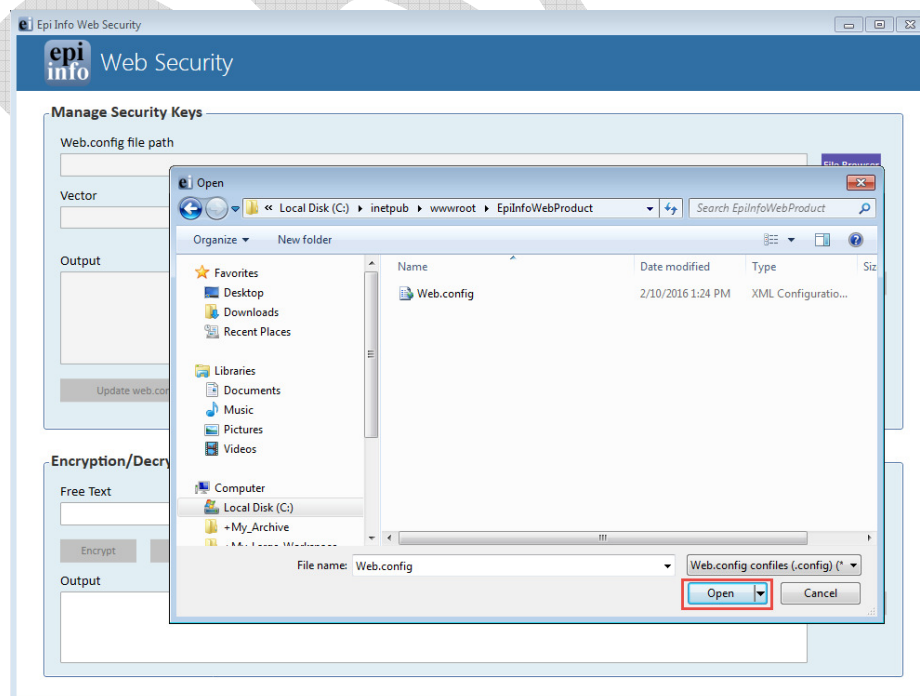 Epi Info Web Security
epi info Web Security
Manage Security Keys
Web.config file path
File Browser
Vector
Output
Update web.con
Encryption/Decry
Free Text
Encrypt
Output
Open
« Local Disk (C:) ▸ inetpub ▸ wwwroot ▸ EpiInfoWebProduct
Search EpiInfoWebProduct
Organize New folder
Name Date modified Type Siz
Web.config 2/10/2016 1:24 PM XML Configuratio...
Favorites
Desktop
Downloads
Recent Places
Libraries
Documents
Music
Pictures
Videos
Computer
Local Disk (C:)
+My_Archive
File name: Web.config Web.config confiles (.config) (*
Open Cancel